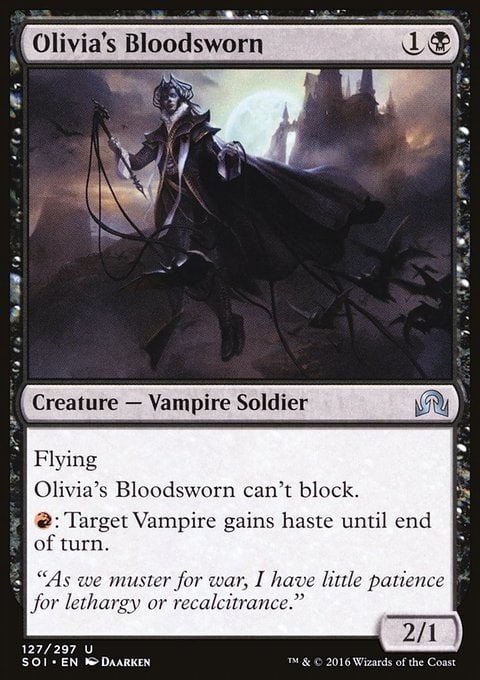 Olivia's Bloodsworn 1
Creature — Vampire Soldier
Flying
Olivia's Bloodsworn can't block.
: Target Vampire gains haste until end
of turn.
“As we muster for war, I have little patience
for lethargy or recalcitrance.”
2/1
127/297 U
SOI • EN DAARKEN
™ & © 2016 Wizards of the Coast